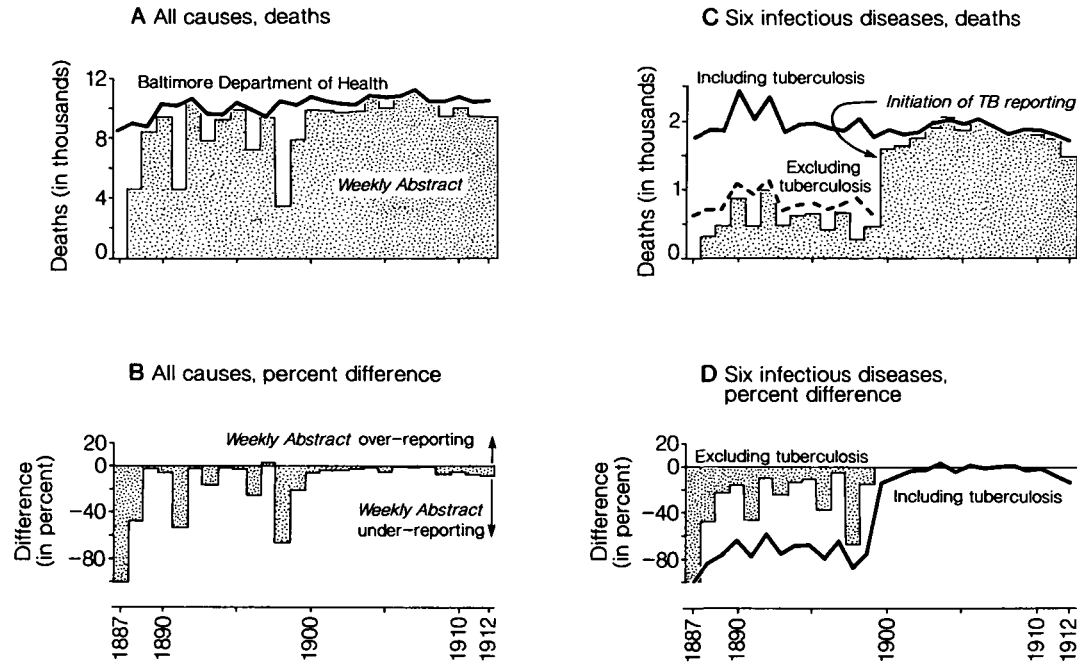 A All causes, deaths
Deaths (in thousands)
12
8
4
0
Baltimore Department of Health
Weekly Abstract
C Six infectious diseases, deaths
Deaths (in thousands)
2
1
0
Including tuberculosis
Initiation of TB reporting
Excluding
tuberculosis
B All causes, percent difference
Difference
(in percent)
20
0
-40
-80
Weekly Abstract over-reporting
Weekly Abstract
under-reporting
1887
1890
1900
1910
1912
D Six infectious diseases,
percent difference
Difference
(in percent)
20
0
-40
-80
Excluding tuberculosis
Including tuberculosis
1887
1890
1900
1910
1912